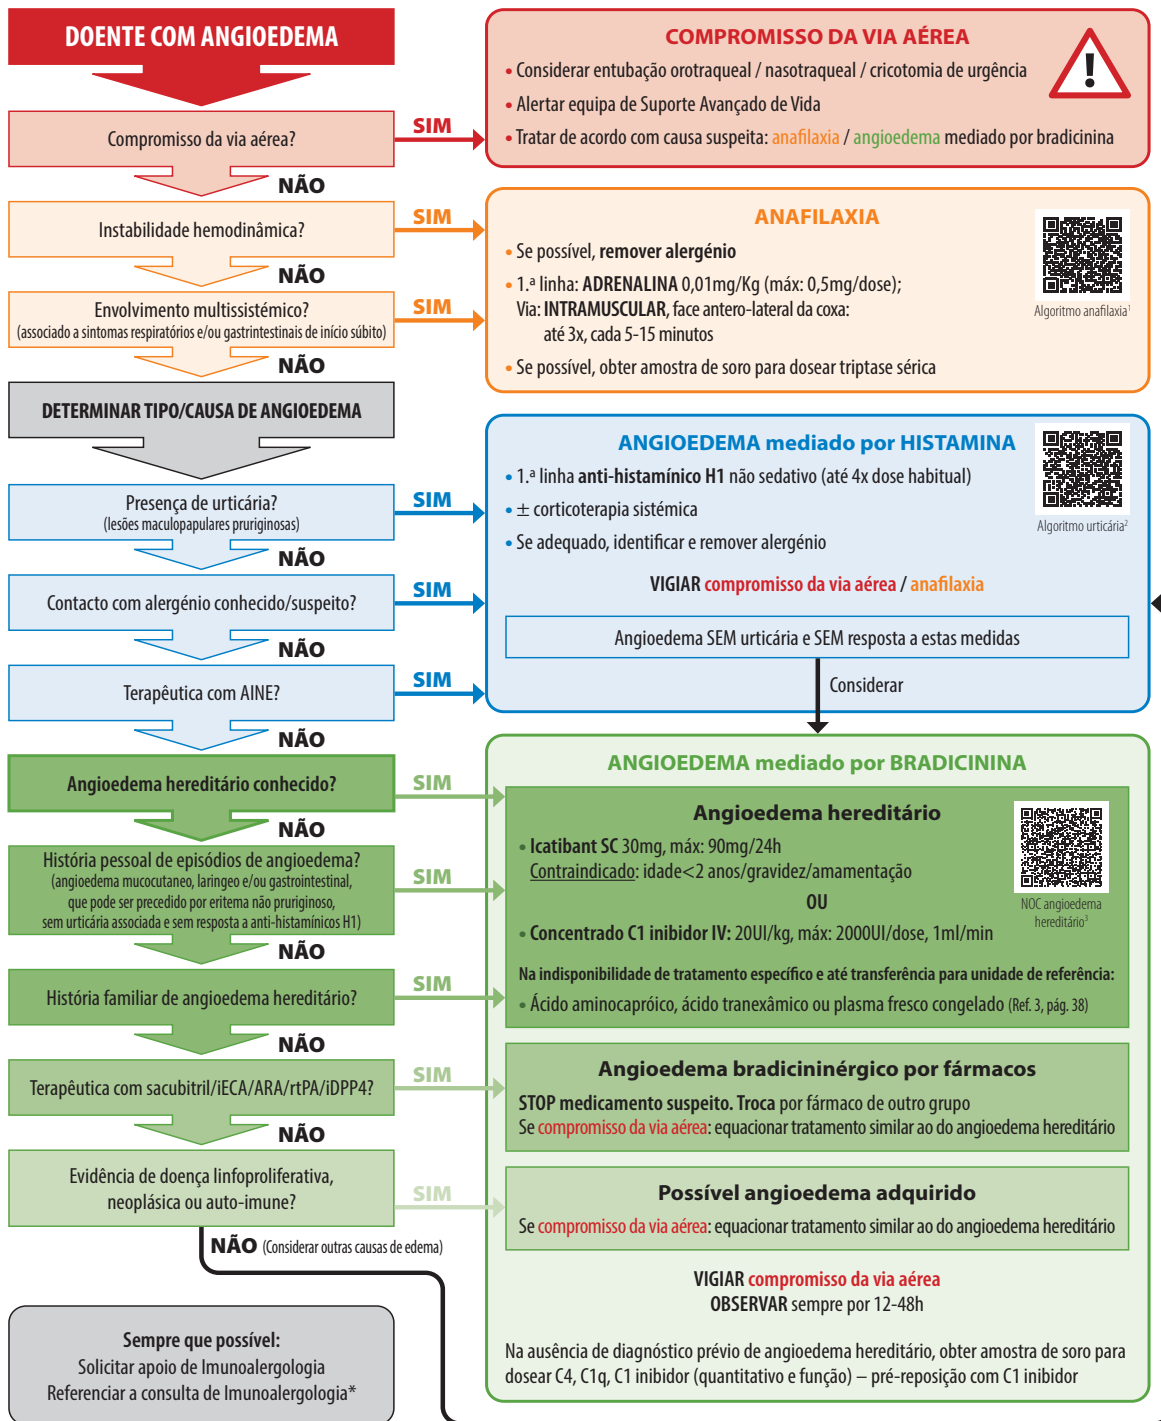 DOENTE COM ANGIOEDEMA
Compromisso da via aérea?
SIM
NÃO
COMPROMISSO DA VIA AÉREA
• Considerar entubação orotraqueal / nasotraqueal / cricotomia de urgência
• Alertar equipa de Suporte Avançado de Vida
• Tratar de acordo com causa suspeita: anafilaxia / angioedema mediado por bradicinina
!
Instabilidade hemodinâmica?
SIM
NÃO
Envolvimento multissistémico?
(associado a sintomas respiratórios e/ou gastrintestinais de início súbito)
SIM
NÃO
ANAFILAXIA
• Se possível, remover alergénio
• 1.ª linha: ADRENALINA 0,01mg/Kg (máx: 0,5mg/dose);
Via: INTRAMUSCULAR, face antero-lateral da coxa:
até 3x, cada 5-15 minutos
• Se possível, obter amostra de soro para dosear triptase sérica
Algoritmo anafilaxia¹
DETERMINAR TIPO/CAUSA DE ANGIOEDEMA
Presença de urticária?
(lesões maculopapulares pruriginosas)
SIM
NÃO
Contacto com alergénio conhecido/suspeito?
SIM
NÃO
Terapêutica com AINE?
SIM
NÃO
ANGIOEDEMA mediado por HISTAMINA
• 1.ª linha anti-histamínico H1 não sedativo (até 4x dose habitual)
• ± corticoterapia sistémica
• Se adequado, identificar e remover alergénio
Algoritmo urticária²
VIGIAR compromisso da via aérea / anafilaxia
Angioedema SEM urticária e SEM resposta a estas medidas
Considerar
Angioedema hereditário conhecido?
SIM
NÃO
História pessoal de episódios de angioedema?
(angioedema mucocutaneo, laringeo e/ou gastrointestinal,
que pode ser precedido por eritema não pruriginoso,
sem urticária associada e sem resposta a anti-histamínicos H1)
SIM
NÃO
História familiar de angioedema hereditário?
SIM
NÃO
Terapêutica com sacubitril/iECA/ARA/rtPA/iDPP4?
SIM
NÃO
Evidência de doença linfoproliferativa,
neoplásica ou auto-imune?
SIM
NÃO (Considerar outras causas de edema)
ANGIOEDEMA mediado por BRADICININA
Angioedema hereditário
• Icatibant SC 30mg, máx: 90mg/24h
Contraindicado: idade<2 anos/gravidez/amamentação
OU
• Concentrado C1 inibidor IV: 20UI/kg, máx: 2000UI/dose, 1ml/min
NOC angioedema
hereditário³
Na indisponibilidade de tratamento específico e até transferência para unidade de referência:
• Ácido aminocapróico, ácido tranexâmico ou plasma fresco congelado (Ref. 3, pág. 38)
Angioedema bradicininérgico por fármacos
STOP medicamento suspeito. Troca por fármaco de outro grupo
Se compromisso da via aérea: equacionar tratamento similar ao do angioedema hereditário
Possível angioedema adquirido
Se compromisso da via aérea: equacionar tratamento similar ao do angioedema hereditário
VIGIAR compromisso da via aérea
OBSERVAR sempre por 12-48h
Na ausência de diagnóstico prévio de angioedema hereditário, obter amostra de soro para
dosear C4, C1q, C1 inibidor (quantitativo e função) – pré-reposição com C1 inibidor
Sempre que possível:
Solicitar apoio de Imunoalergologia
Referenciar a consulta de Imunoalergologia*